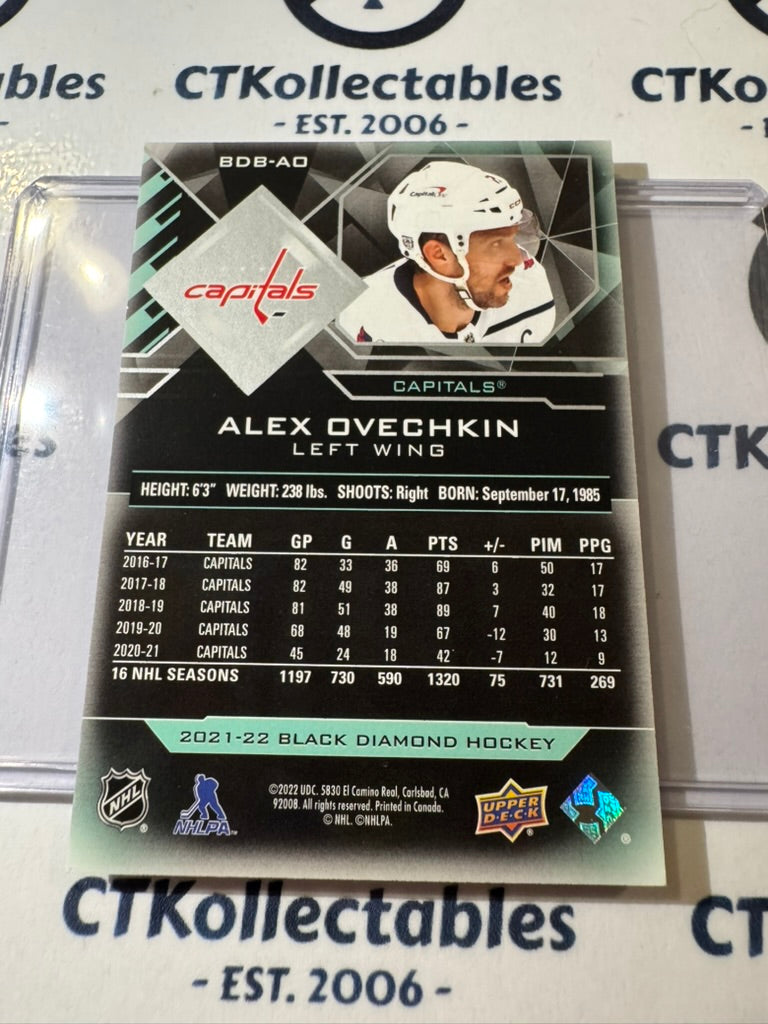 ables
CTKollectables
CTKo
- EST. 2006 -
BDB-AO
Capital
CCM
capitals
C
CAPITALS®
ALEX OVECHKIN
LEFT WING
CTK
HEIGHT: 6'3" WEIGHT: 238 lbs. SHOOTS: Right BORN: September 17, 1985
YEAR TEAM GP G A PTS +/- PIM PPG
2016-17 CAPITALS 82 33 36 69 6 50 17
2017-18 CAPITALS 82 49 38 87 3 32 17
2018-19 CAPITALS 81 51 38 89 7 40 18
2019-20 CAPITALS 68 48 19 67 -12 30 13
2020-21 CAPITALS 45 24 18 42 -7 12 9
16 NHL SEASONS 1197 730 590 1320 75 731 269
2021-22 BLACK DIAMOND HOCKEY
NHL
NHLPA
©2022 UDC. 5830 El Camino Real, Carlsbad, CA
92008. All rights reserved. Printed in Canada.
© NHL. ©NHLPA.
UPPER
DECK
CTKollectables
CT
- EST. 2006 -